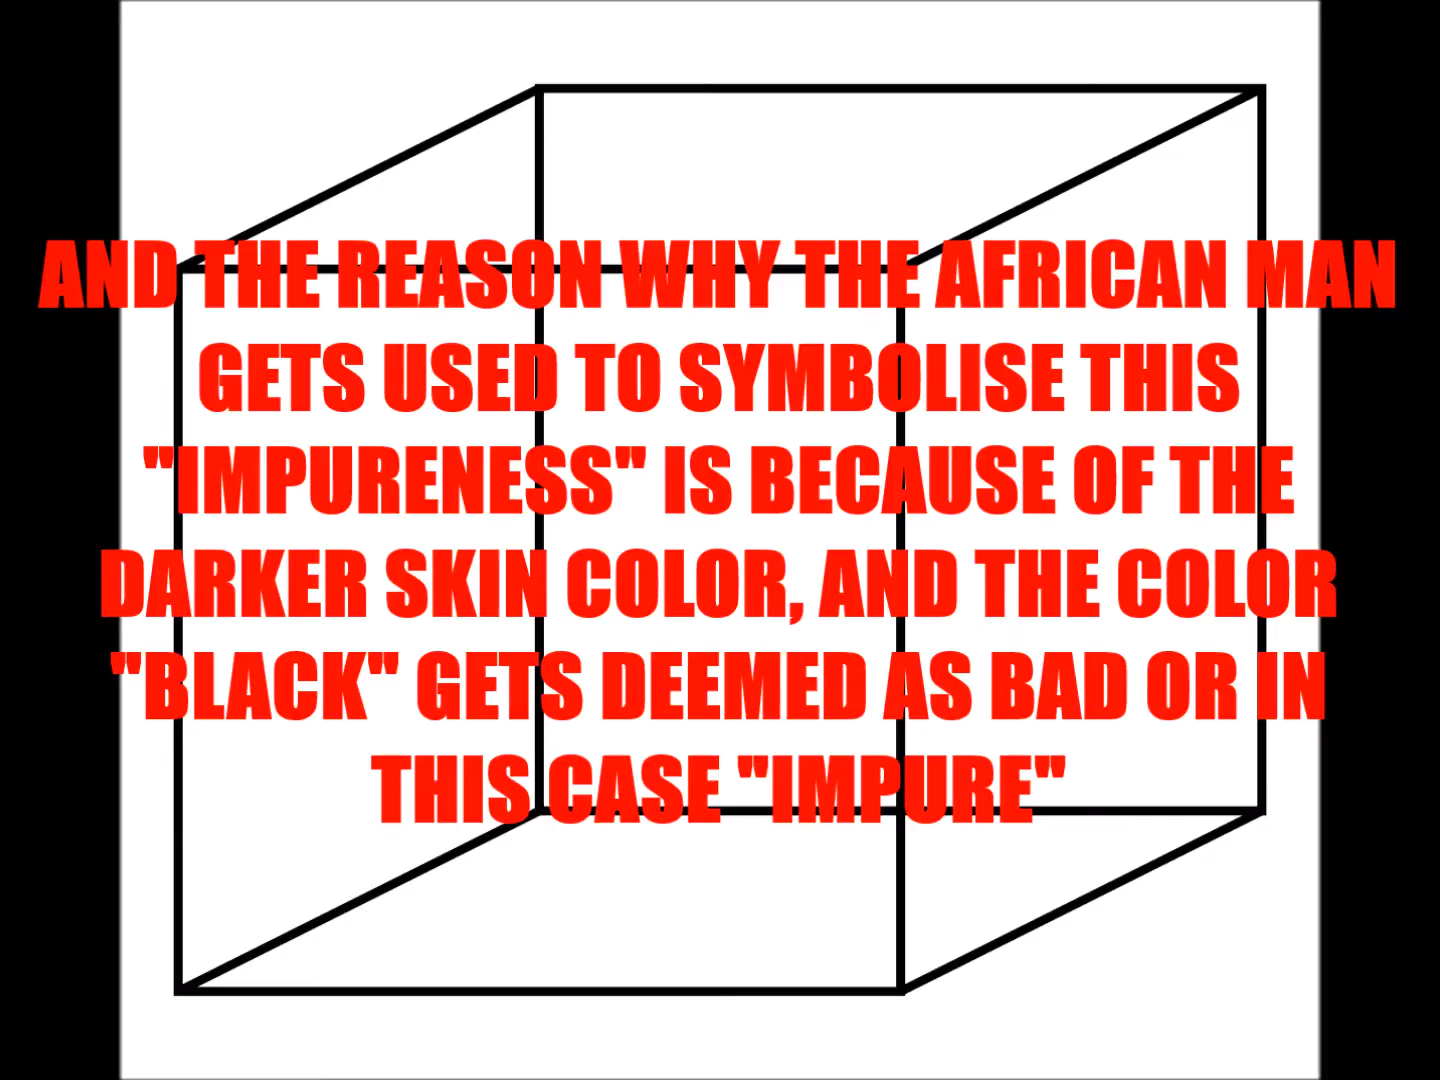 AND THE REASON WHY THE AFRICAN MAN
GETS USED TO SYMBOLISE THIS
"IMPURENESS" IS BECAUSE OF THE
DARKER SKIN COLOR, AND THE COLOR
"BLACK" GETS DEEMED AS BAD OR IN
THIS CASE "IMPURE"